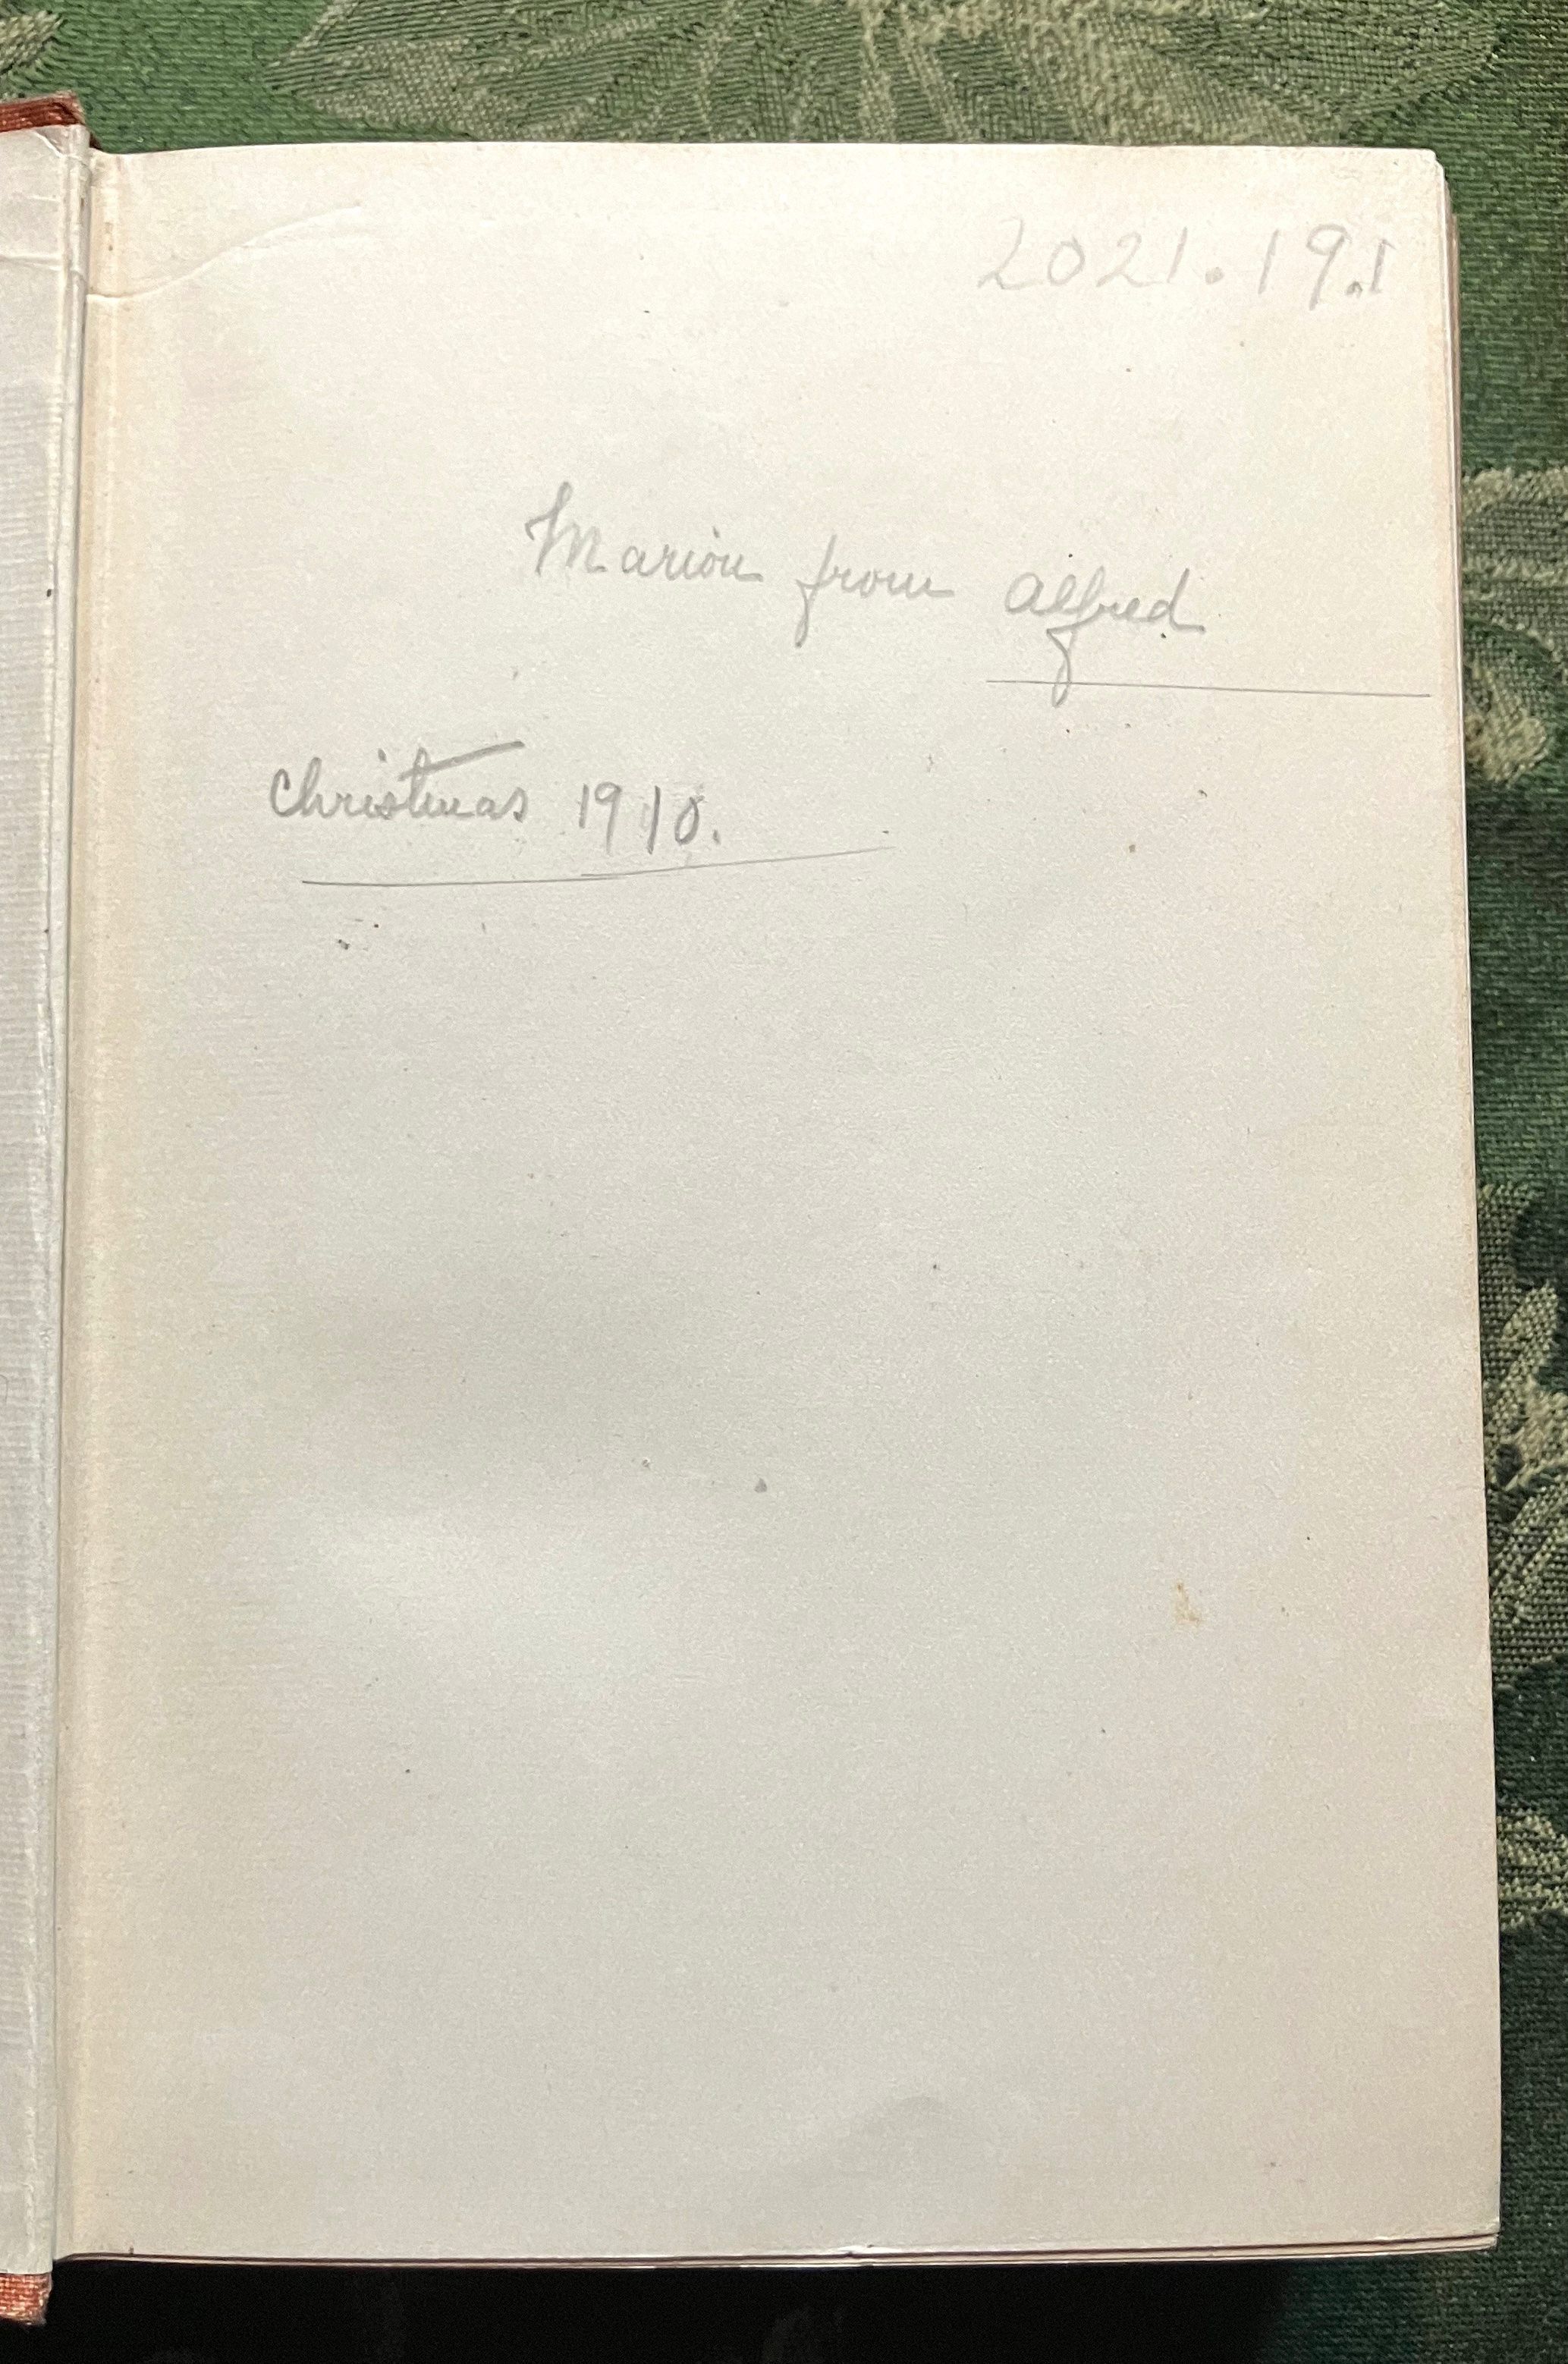 2021.19.1
Marion from Alfred
Christmas 1910.